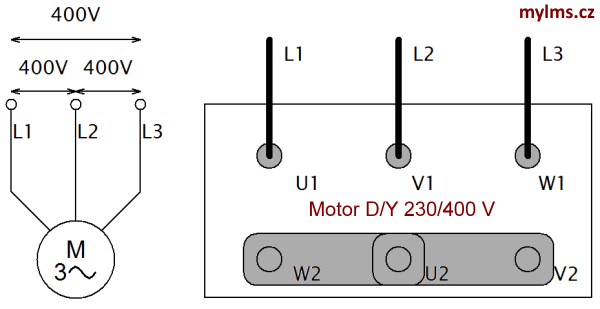 mylms.cz
400V
400V 400V
L1 L2 L3
M
3
L1 L2 L3
U1 V1 W1
Motor D/Y 230/400 V
W2 U2 V2